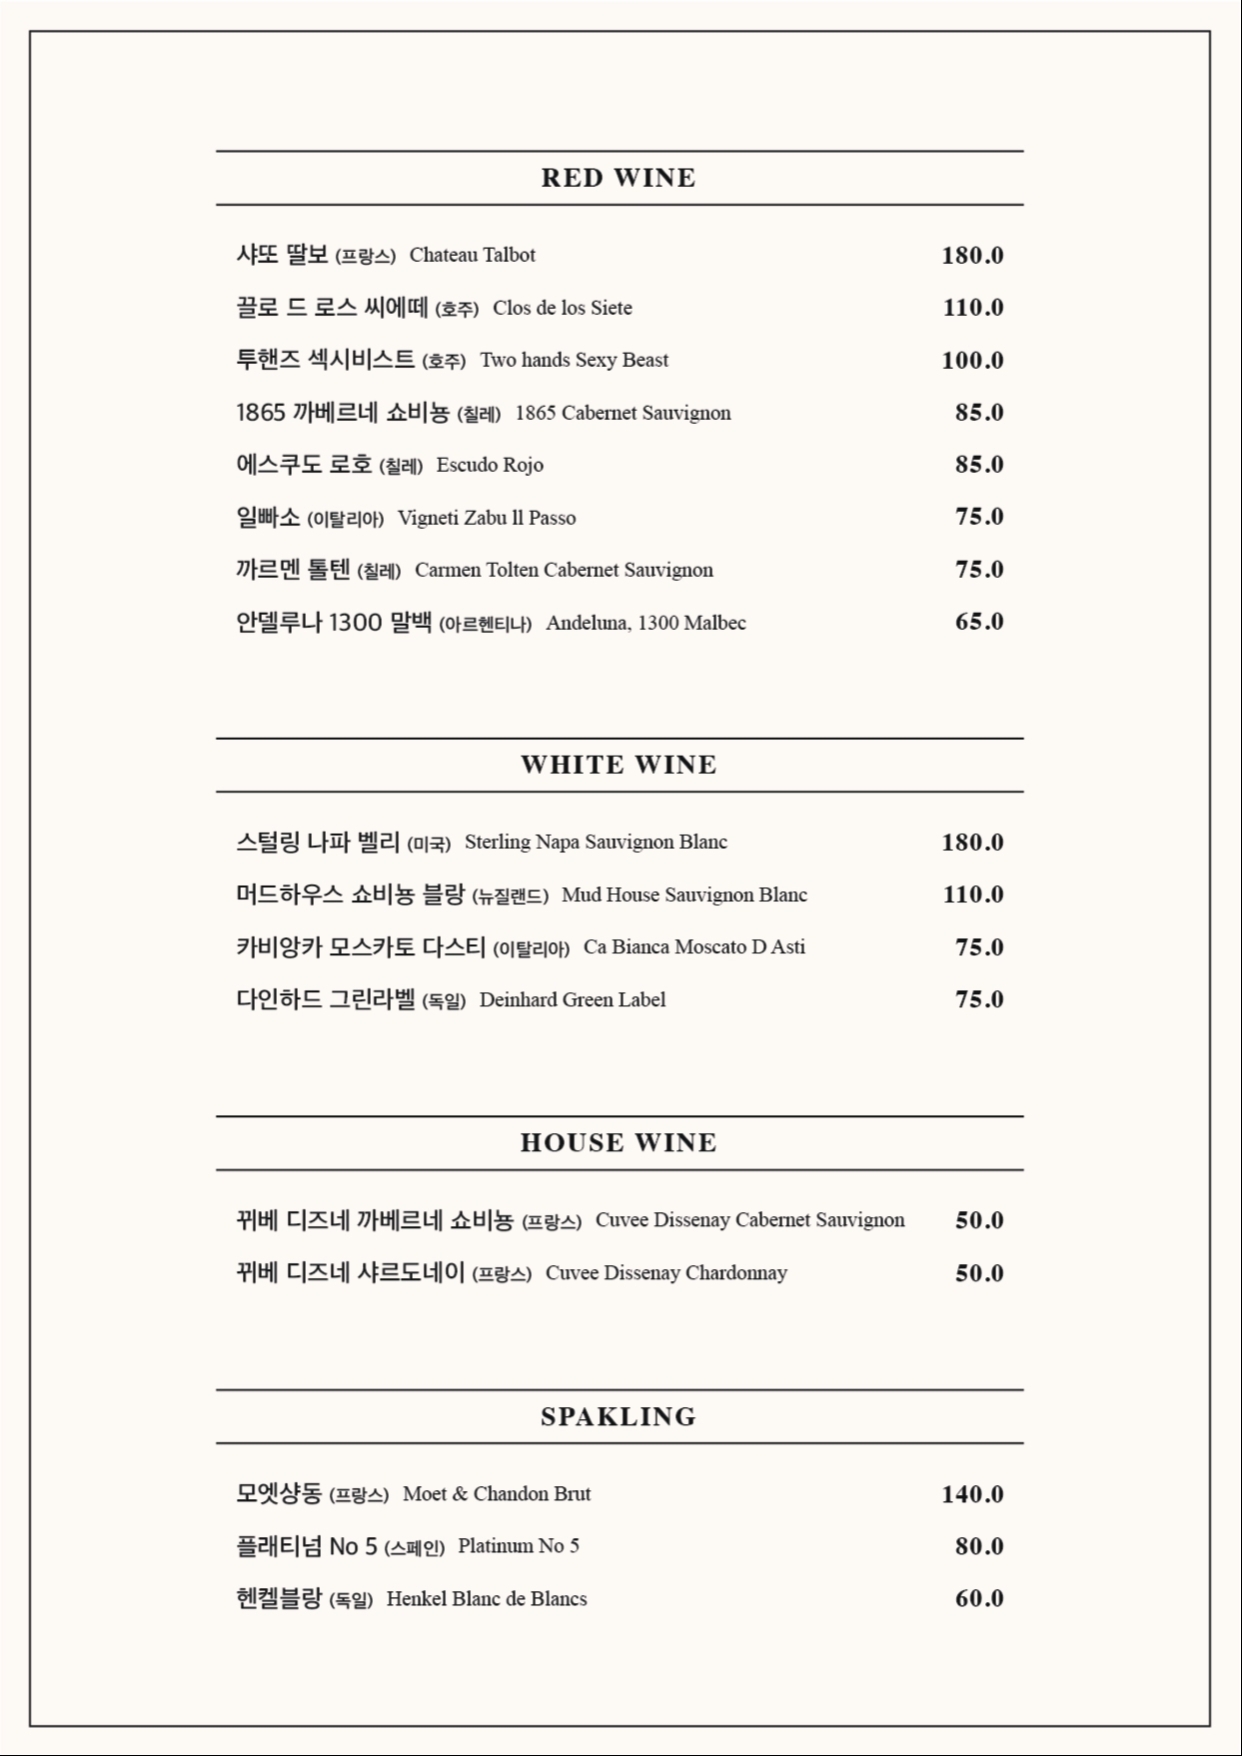 RED WINE
샤또 딸보 (프랑스) Chateau Talbot 180.0
끌로 드 로스 씨에떼 (호주) Clos de los Siete 110.0
투핸즈 섹시비스트 (호주) Two hands Sexy Beast 100.0
1865 까베르네 쇼비뇽 (칠레) 1865 Cabernet Sauvignon 85.0
에스쿠도 로호 (칠레) Escudo Rojo 85.0
일빠소 (이탈리아) Vigneti Zabu ll Passo 75.0
까르멘 톨텐 (칠레) Carmen Tolten Cabernet Sauvignon 75.0
안델루나 1300 말백 (아르헨티나) Andeluna, 1300 Malbec 65.0
WHITE WINE
스털링 나파 벨리 (미국) Sterling Napa Sauvignon Blanc 180.0
머드하우스 쇼비뇽 블랑 (뉴질랜드) Mud House Sauvignon Blanc 110.0
카비앙카 모스카토 다스티 (이탈리아) Ca Bianca Moscato D Asti 75.0
다인하드 그린라벨 (독일) Deinhard Green Label 75.0
HOUSE WINE
뀌베 디즈네 까베르네 쇼비뇽 (프랑스) Cuvee Dissenay Cabernet Sauvignon 50.0
뀌베 디즈네 샤르도네이 (프랑스) Cuvee Dissenay Chardonnay 50.0
SPAKLING
모엣샹동 (프랑스) Moet & Chandon Brut 140.0
플래티넘 No 5 (스페인) Platinum No 5 80.0
헨켈블랑 (독일) Henkel Blanc de Blancs 60.0